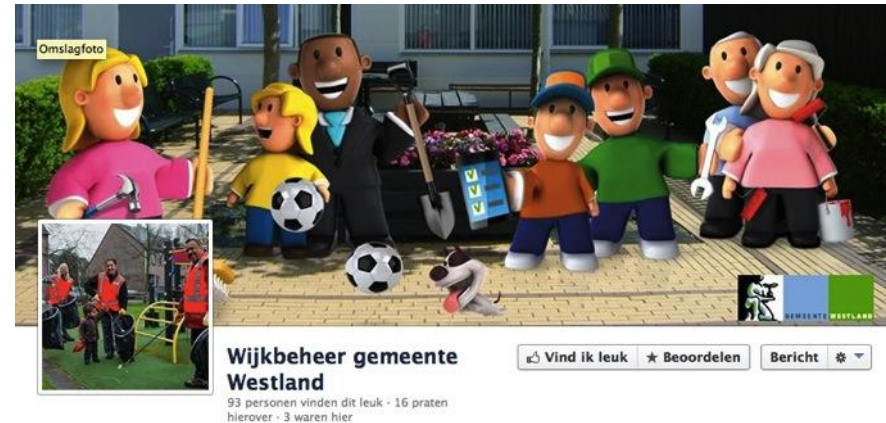 Omslagfoto
GEMEENTE WESTLAND
Wijkbeheer gemeente
Westland
Vind ik leuk ★ Beoordelen Bericht
93 personen vinden dit leuk · 16 praten
hierover · 3 waren hier